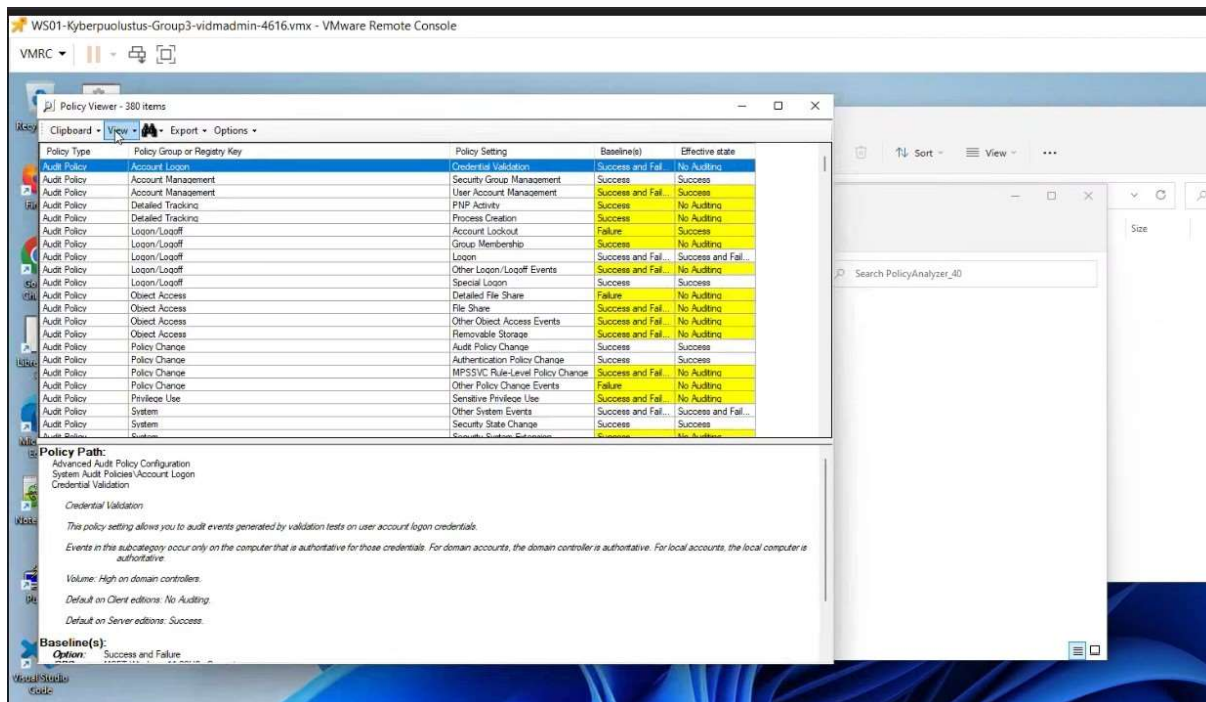 WS01-Kyberpuolustus-Group3-vidmadmin-4616.vmx - VMware Remote Console
VMRC
Policy Viewer - 380 items
Clipboard View Export Options
Policy Type Policy Group or Registry Key Policy Setting Baseline(s) Effective state
Audit Policy Account Logon Credential Validation Success and Fail... No Auditing
Audit Policy Account Management Security Group Management Success Success
Audit Policy Account Management User Account Management Success and Fail... Success
Audit Policy Detailed Tracking PNP Activity Success No Auditing
Audit Policy Detailed Tracking Process Creation Success No Auditing
Audit Policy Logon/Logoff Account Lockout Failure Success
Audit Policy Logon/Logoff Group Membership Success No Auditing
Audit Policy Logon/Logoff Logon Success and Fail... Success and Fail...
Audit Policy Logon/Logoff Other Logon/Logoff Events Success and Fail... No Auditing
Audit Policy Logon/Logoff Special Logon Success Success
Audit Policy Object Access Detailed File Share Failure No Auditing
Audit Policy Object Access File Share Success and Fail... No Auditing
Audit Policy Object Access Other Object Access Events Success and Fail... No Auditing
Audit Policy Object Access Removable Storage Success and Fail... No Auditing
Audit Policy Policy Change Audit Policy Change Success Success
Audit Policy Policy Change Authentication Policy Change Success Success
Audit Policy Policy Change MPSSVC Rule-Level Policy Change Success and Fail... No Auditing
Audit Policy Policy Change Other Policy Change Events Failure No Auditing
Audit Policy Privilege Use Sensitive Privilege Use Success and Fail... No Auditing
Audit Policy System Other System Events Success and Fail... Success and Fail...
Audit Policy System Security State Change Success Success
Audit Policy System Security System Extension Success No Auditing
Policy Path:
Advanced Audit Policy Configuration
System Audit Policies\Account Logon
Credential Validation
Credential Validation
This policy setting allows you to audit events generated by validation tests on user account logon credentials.
Events in this subcategory occur only on the computer that is authoritative for those credentials. For domain accounts, the domain controller is authoritative. For local accounts, the local computer is
authoritative.
Volume: High on domain controllers.
Default on Client editions: No Auditing.
Default on Server editions: Success.
Baseline(s):
Option: Success and Failure
Sort View ...
Size
Search PolicyAnalyzer_40
Visual Studio
Code